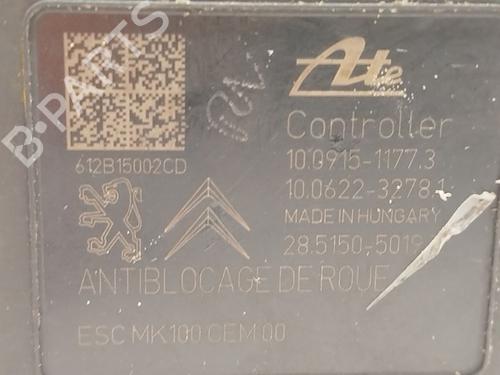 Ate
Controller
10.0915-1177.3
10.0622-3278.1
612B15002CD
MADE IN HUNGARY
28.5150-5019
ANTIBLOCAGE DE ROUE
ESC MK100 CEM 00
B-PARTS